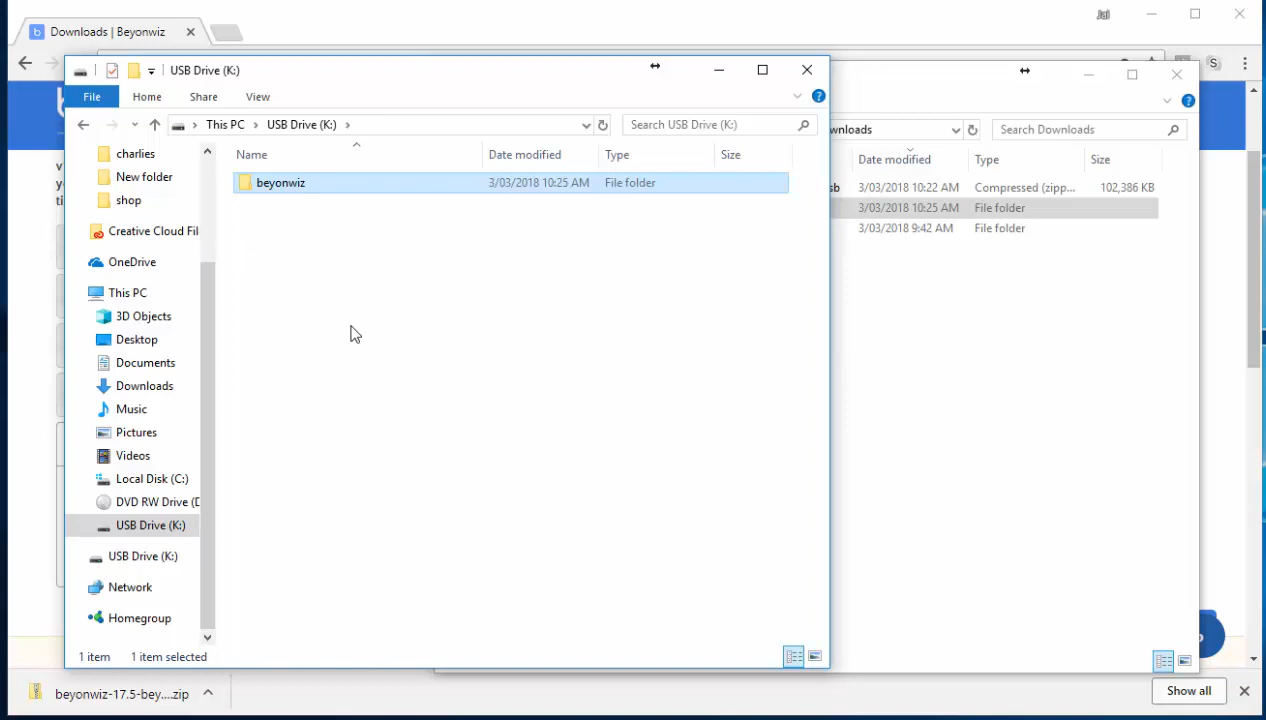 Downloads | Beyonwiz
Jul
USB Drive (K:)
File Home Share View
This PC USB Drive (K:)
Search USB Drive (K:)
wnloads
Search Downloads
Name Date modified Type Size
beyonwiz 3/03/2018 10:25 AM File folder
Date modified Type Size
sb 3/03/2018 10:22 AM Compressed (zipp... 102,386 KB
3/03/2018 10:25 AM File folder
3/03/2018 9:42 AM File folder
charlies
New folder
shop
Creative Cloud Fil
OneDrive
This PC
3D Objects
Desktop
Documents
Downloads
Music
Pictures
Videos
Local Disk (C:)
DVD RW Drive (D
USB Drive (K:)
USB Drive (K:)
Network
Homegroup
1 item 1 item selected
beyonwiz-17.5-bey....zip
Show all